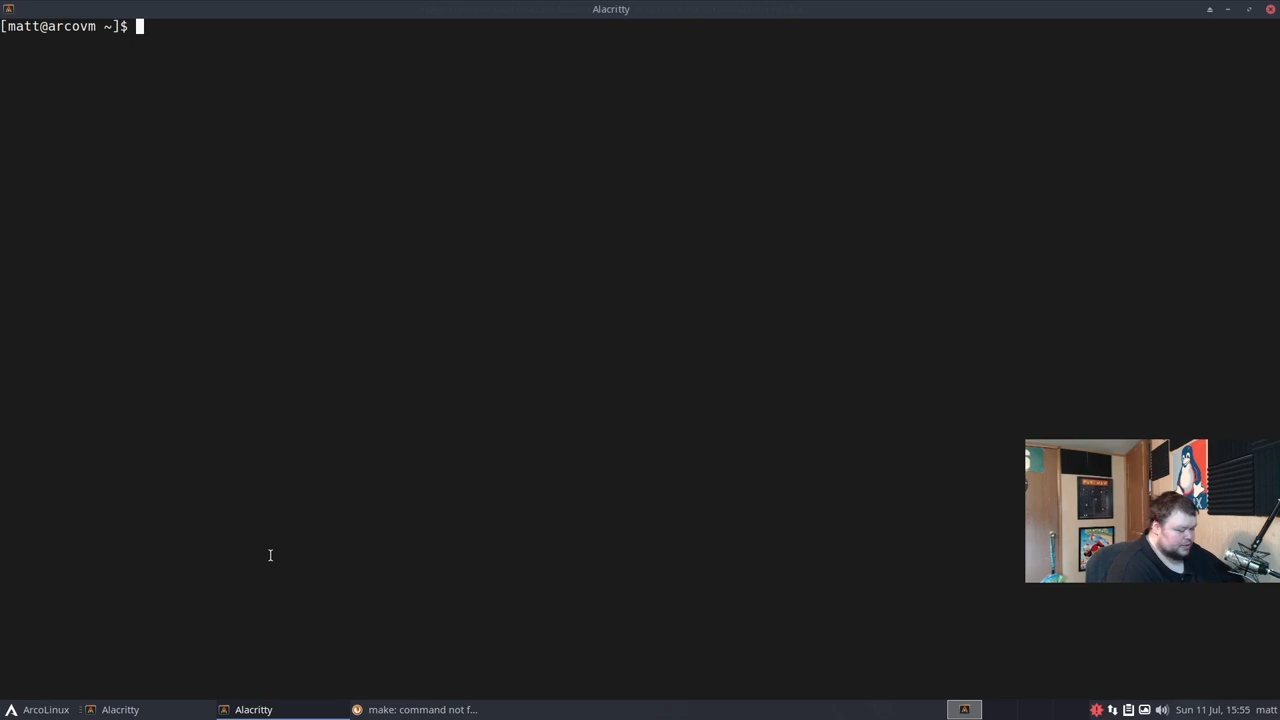 Alacritty
[matt@arcovm ~]$
ArcoLinux
Alacritty
Alacritty
make: command not f...
Sun 11 Jul, 15:55
matt